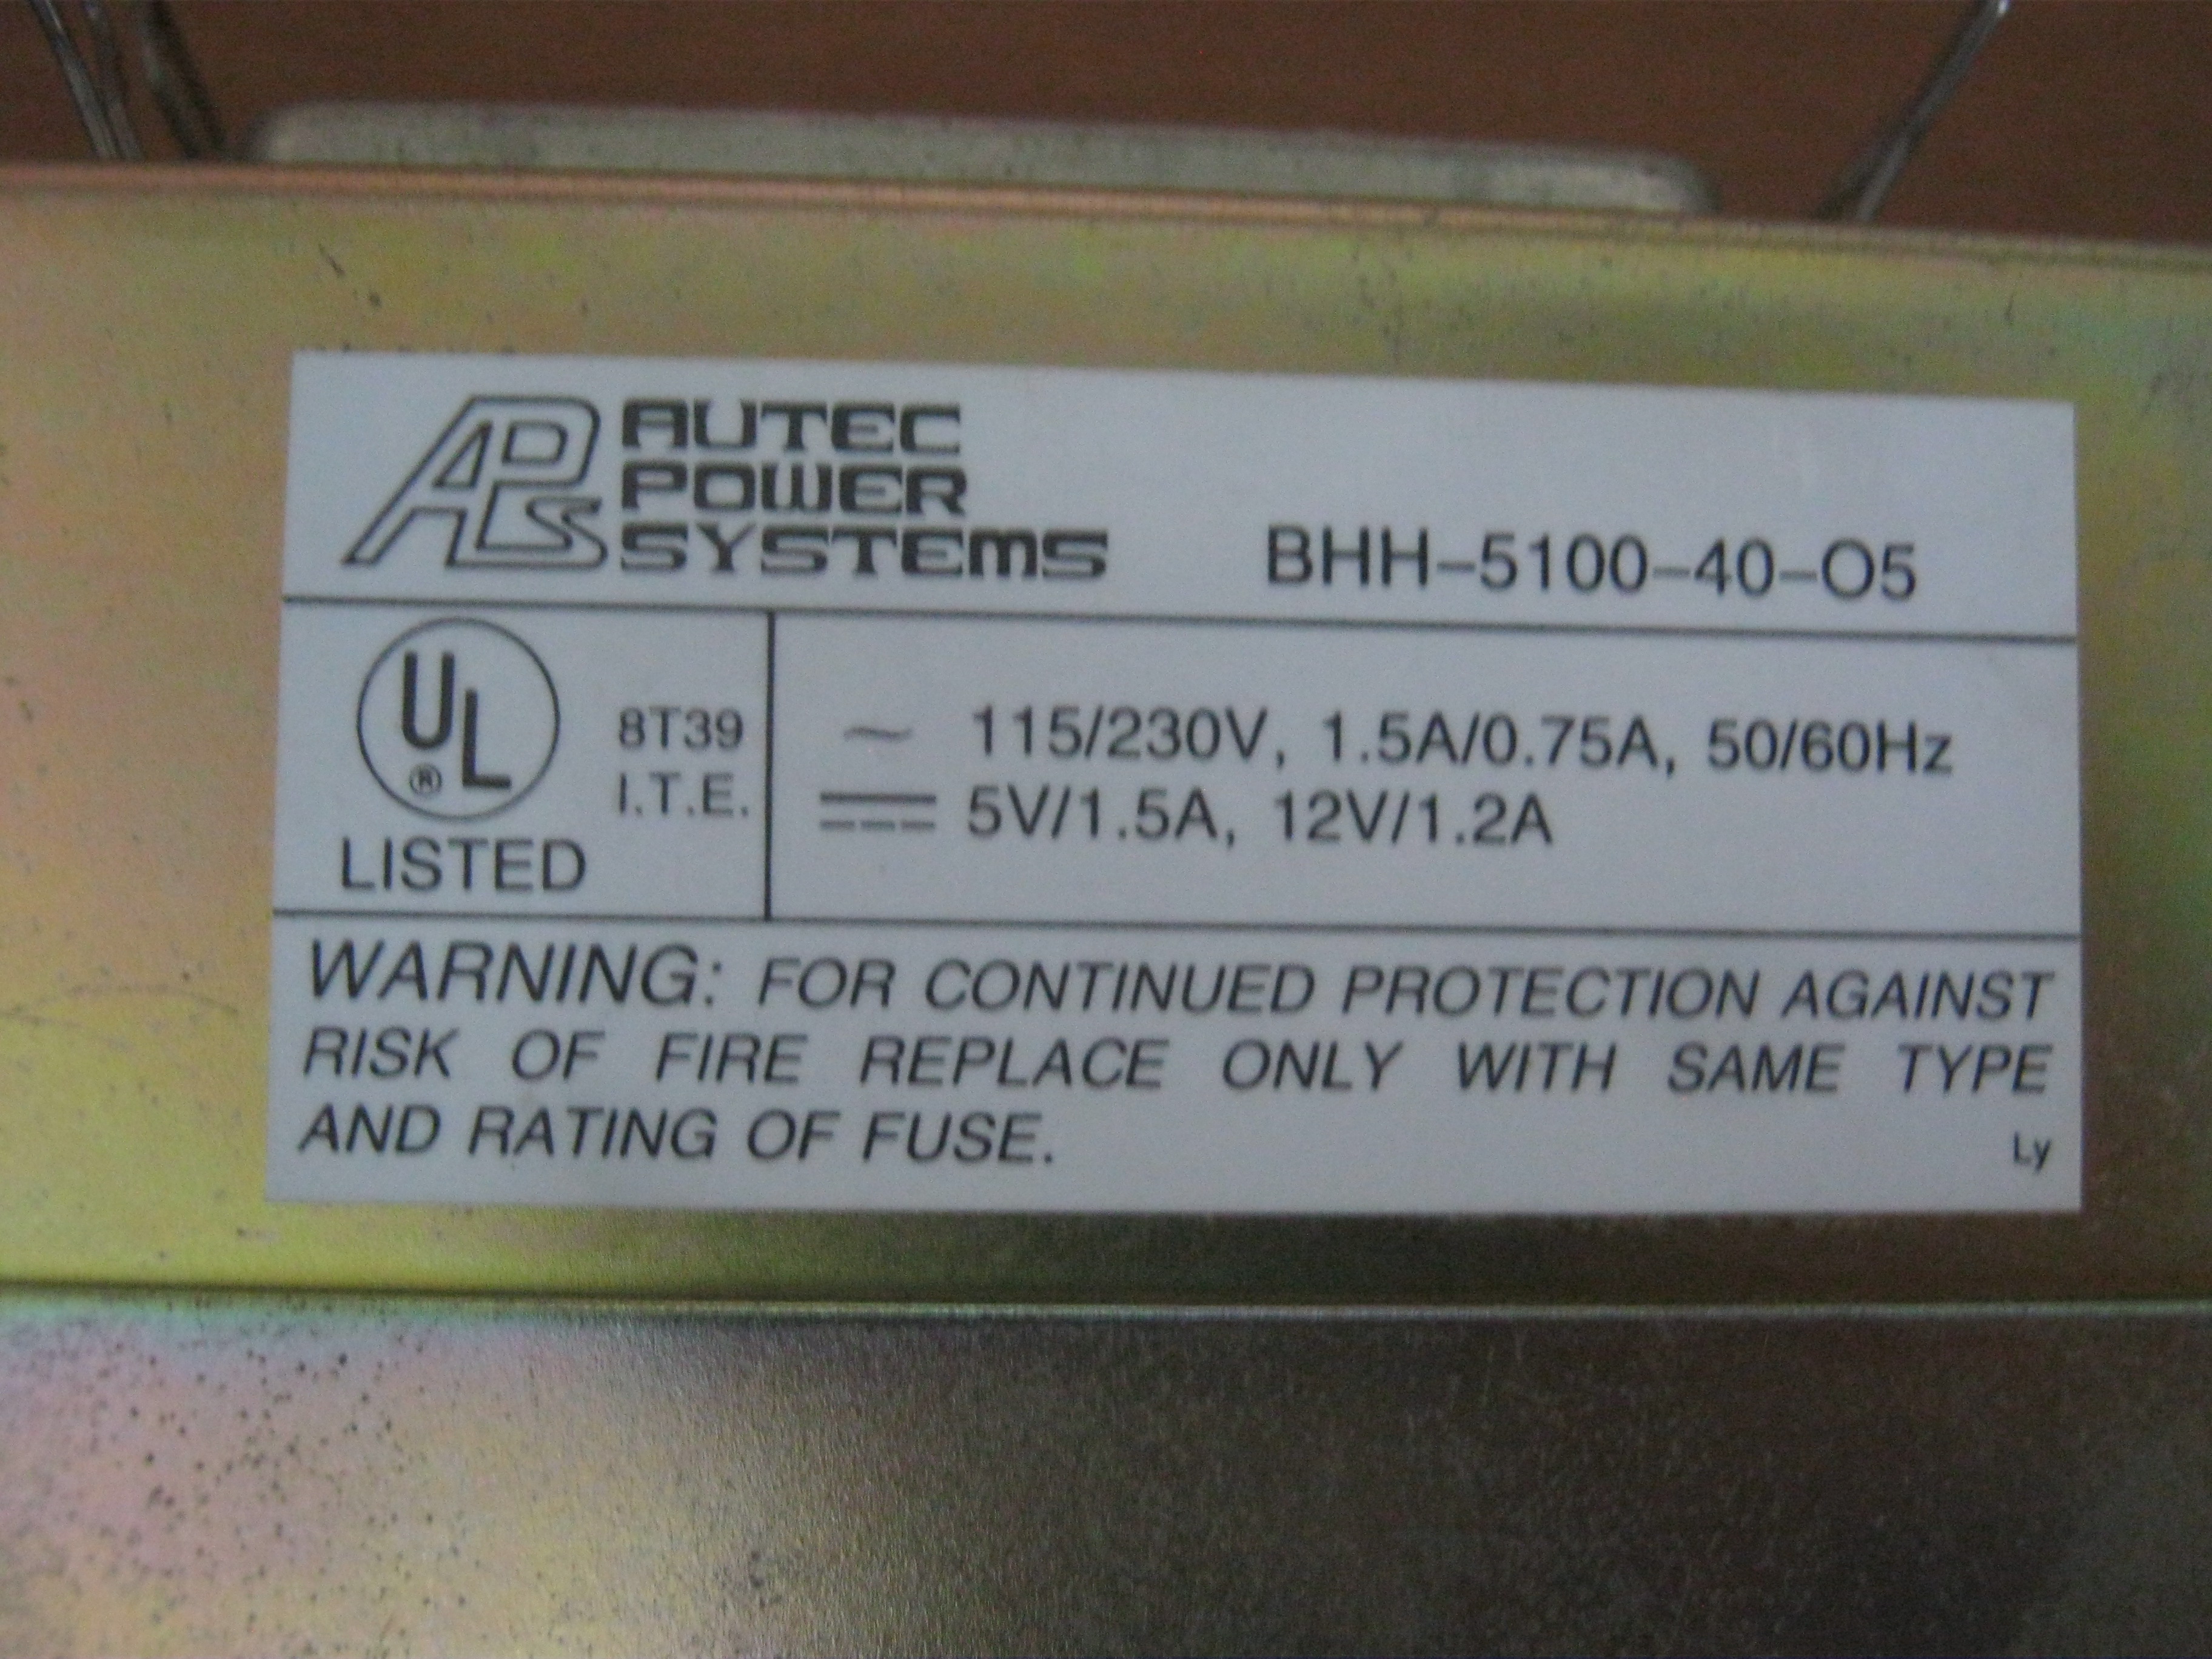 APS AUTEC
POWER
SYSTEMS
BHH-5100-40-O5
UL
®
LISTED
8T39
I.T.E.
~ 115/230V, 1.5A/0.75A, 50/60Hz
⎓ 5V/1.5A, 12V/1.2A
WARNING: FOR CONTINUED PROTECTION AGAINST
RISK OF FIRE REPLACE ONLY WITH SAME TYPE
AND RATING OF FUSE.
Ly